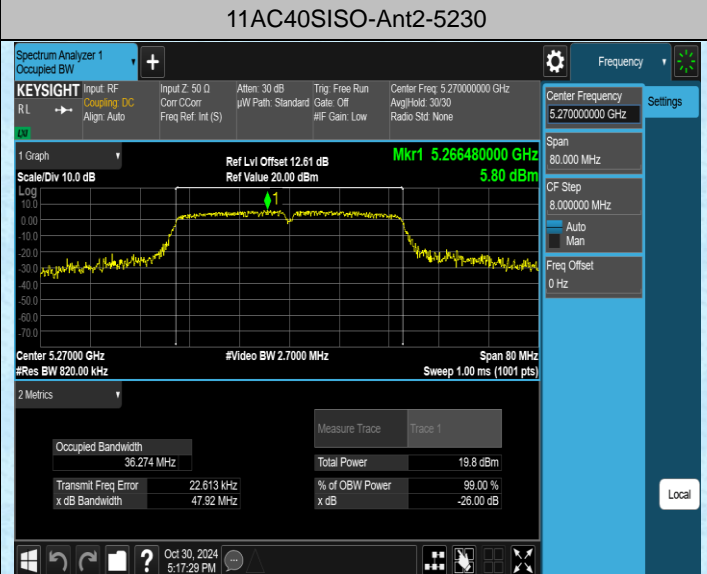 11AC40SISO-Ant2-5230
Spectrum Analyzer 1
Occupied BW
Frequency
KEYSIGHT
RL
LXI
Input: RF
Coupling: DC
Align: Auto
Input Z: 50 Ω
Corr CCorr
Freq Ref: Int (S)
Atten: 30 dB
µW Path: Standard
Trig: Free Run
Gate: Off
#IF Gain: Low
Center Freq: 5.270000000 GHz
Avg|Hold: 30/30
Radio Std: None
Center Frequency
5.270000000 GHz
Settings
Span
80.000 MHz
CF Step
8.000000 MHz
Auto
Man
Freq Offset
0 Hz
1 Graph
Scale/Div 10.0 dB
Ref Lvl Offset 12.61 dB
Ref Value 20.00 dBm
Mkr1 5.266480000 GHz
5.80 dBm
Log
10.0
0.00
-10.0
-20.0
-30.0
-40.0
-50.0
-60.0
-70.0
1
Center 5.27000 GHz
#Video BW 2.7000 MHz
Span 80 MHz
#Res BW 820.00 kHz
Sweep 1.00 ms (1001 pts)
2 Metrics
Measure Trace
Trace 1
Occupied Bandwidth
36.274 MHz
Total Power
19.8 dBm
Transmit Freq Error
22.613 kHz
% of OBW Power
99.00 %
x dB Bandwidth
47.92 MHz
x dB
-26.00 dB
Local
?
Oct 30, 2024
5:17:29 PM